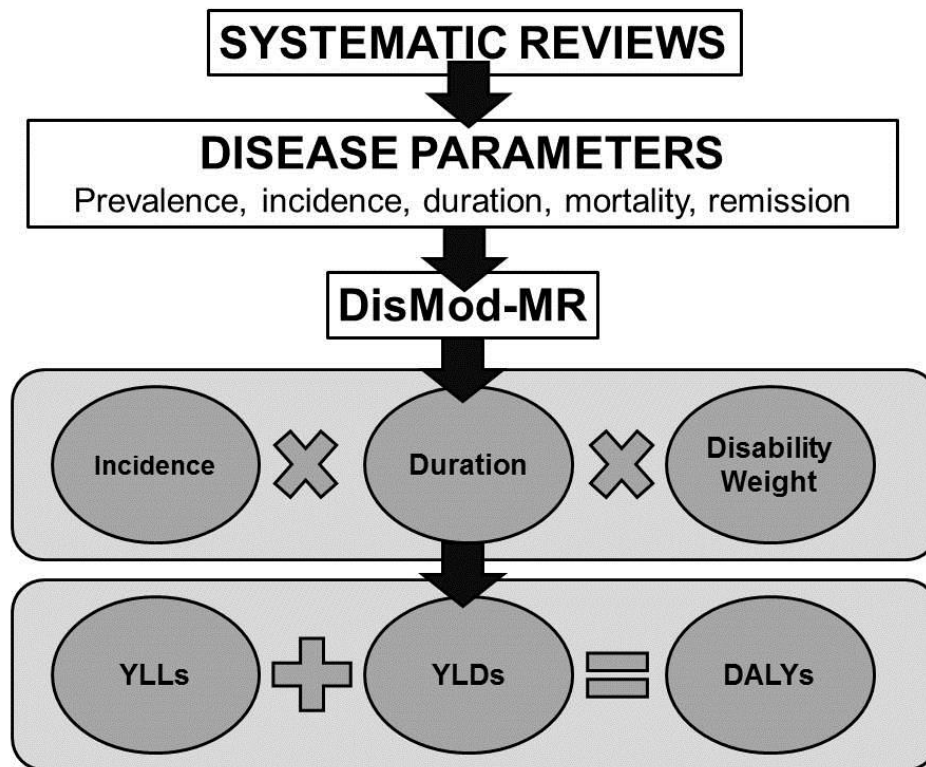 SYSTEMATIC REVIEWS
DISEASE PARAMETERS
Prevalence, incidence, duration, mortality, remission
DisMod-MR
Incidence
Duration
Disability
Weight
YLLs
YLDs
DALYs